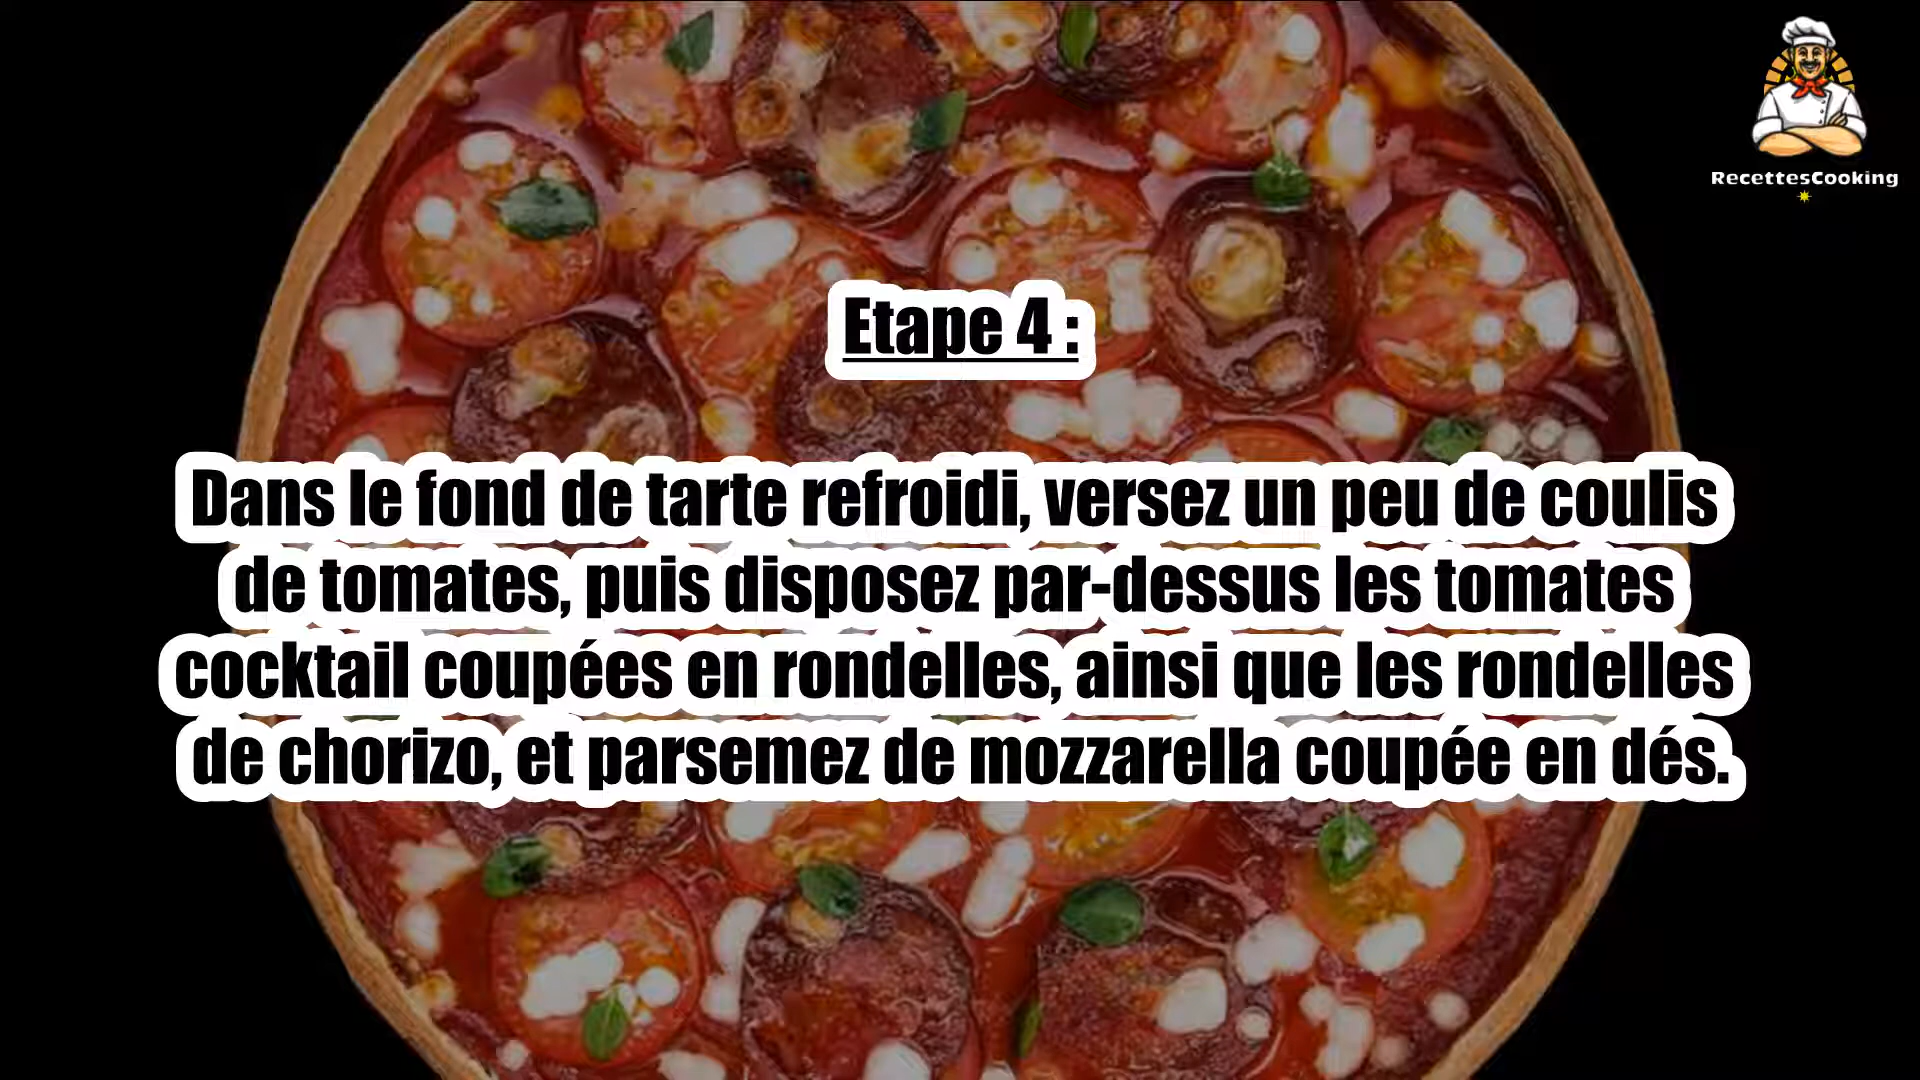 RecettesCooking
Etape 4 :
Dans le fond de tarte refroidi, versez un peu de coulis
de tomates, puis disposez par-dessus les tomates
cocktail coupées en rondelles, ainsi que les rondelles
de chorizo, et parsemez de mozzarella coupée en dés.